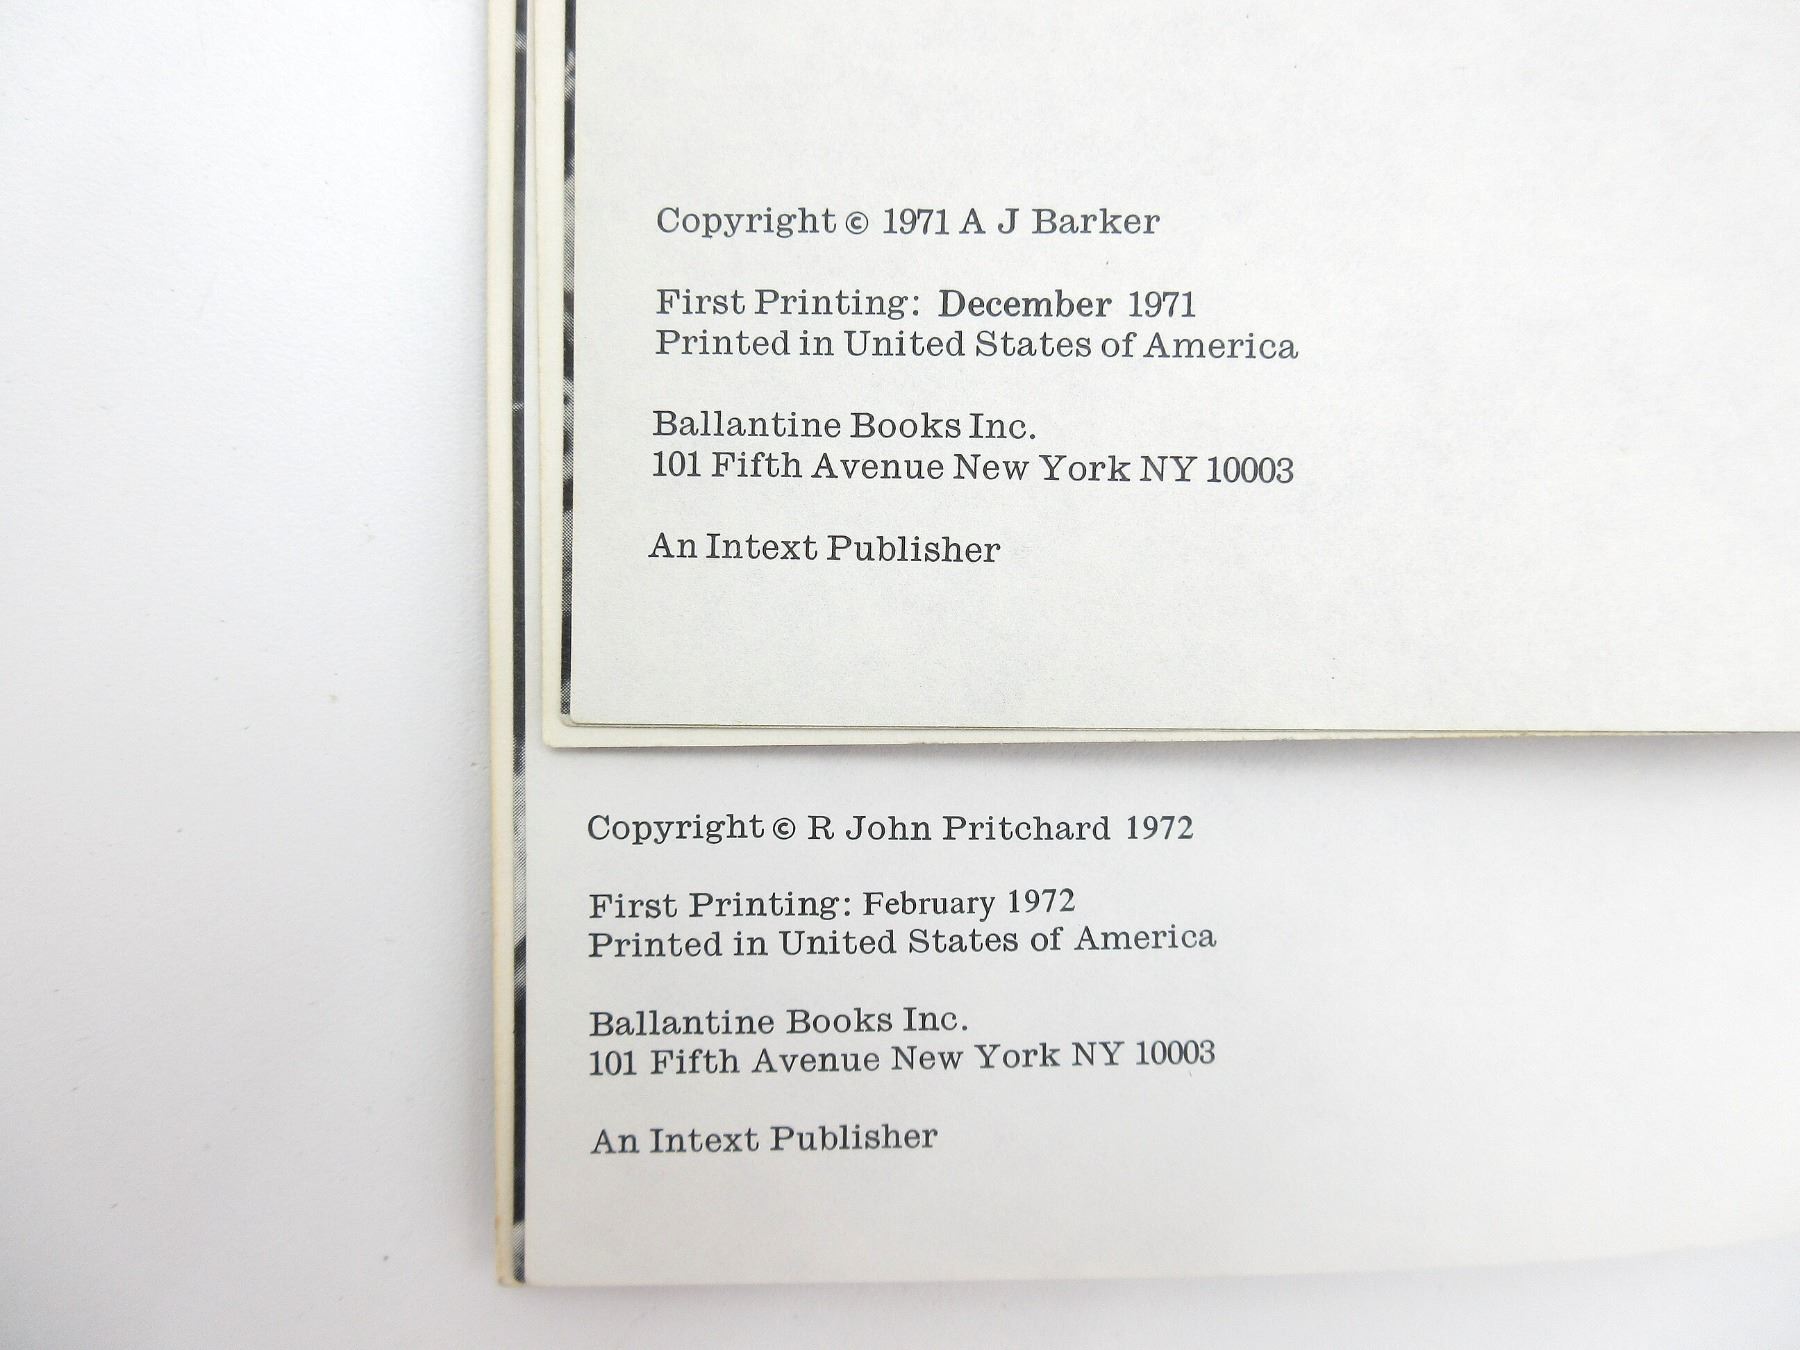 Copyright © 1971 A J Barker
First Printing: December 1971
Printed in United States of America
Ballantine Books Inc.
101 Fifth Avenue New York NY 10003
An Intext Publisher
Copyright © R John Pritchard 1972
First Printing: February 1972
Printed in United States of America
Ballantine Books Inc.
101 Fifth Avenue New York NY 10003
An Intext Publisher